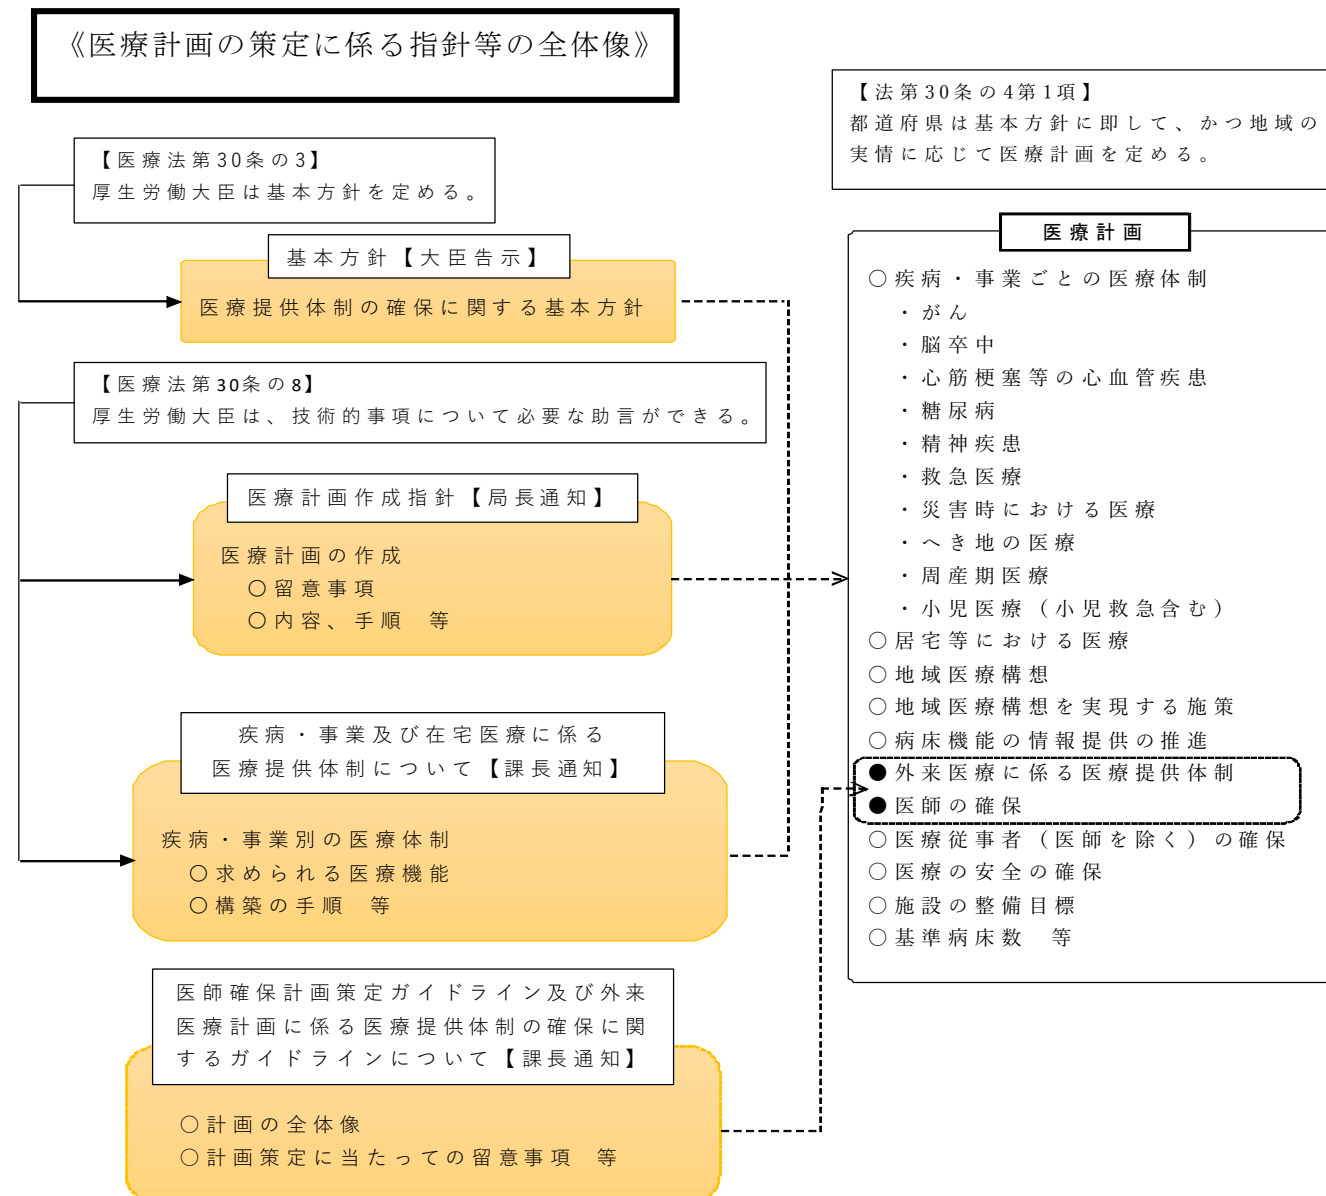 《医療計画の策定に係る指針等の全体像》
【医療法第30条の3】
厚生労働大臣は基本方針を定める。
基本方針【大臣告示】
医療提供体制の確保に関する基本方針
【医療法第30条の8】
厚生労働大臣は、技術的事項について必要な助言ができる。
医療計画作成指針【局長通知】
医療計画の作成
○留意事項
○内容、手順　等
疾病・事業及び在宅医療に係る
医療提供体制について【課長通知】
疾病・事業別の医療体制
○求められる医療機能
○構築の手順　等
医師確保計画策定ガイドライン及び外来
医療計画に係る医療提供体制の確保に関
するガイドラインについて【課長通知】
○計画の全体像
○計画策定に当たっての留意事項　等
【法第30条の4第1項】
都道府県は基本方針に即して、かつ地域の
実情に応じて医療計画を定める。
医療計画
○疾病・事業ごとの医療体制
・がん
・脳卒中
・心筋梗塞等の心血管疾患
・糖尿病
・精神疾患
・救急医療
・災害時における医療
・へき地の医療
・周産期医療
・小児医療（小児救急含む）
○居宅等における医療
○地域医療構想
○地域医療構想を実現する施策
○病床機能の情報提供の推進
●外来医療に係る医療提供体制
●医師の確保
○医療従事者（医師を除く）の確保
○医療の安全の確保
○施設の整備目標
○基準病床数　等